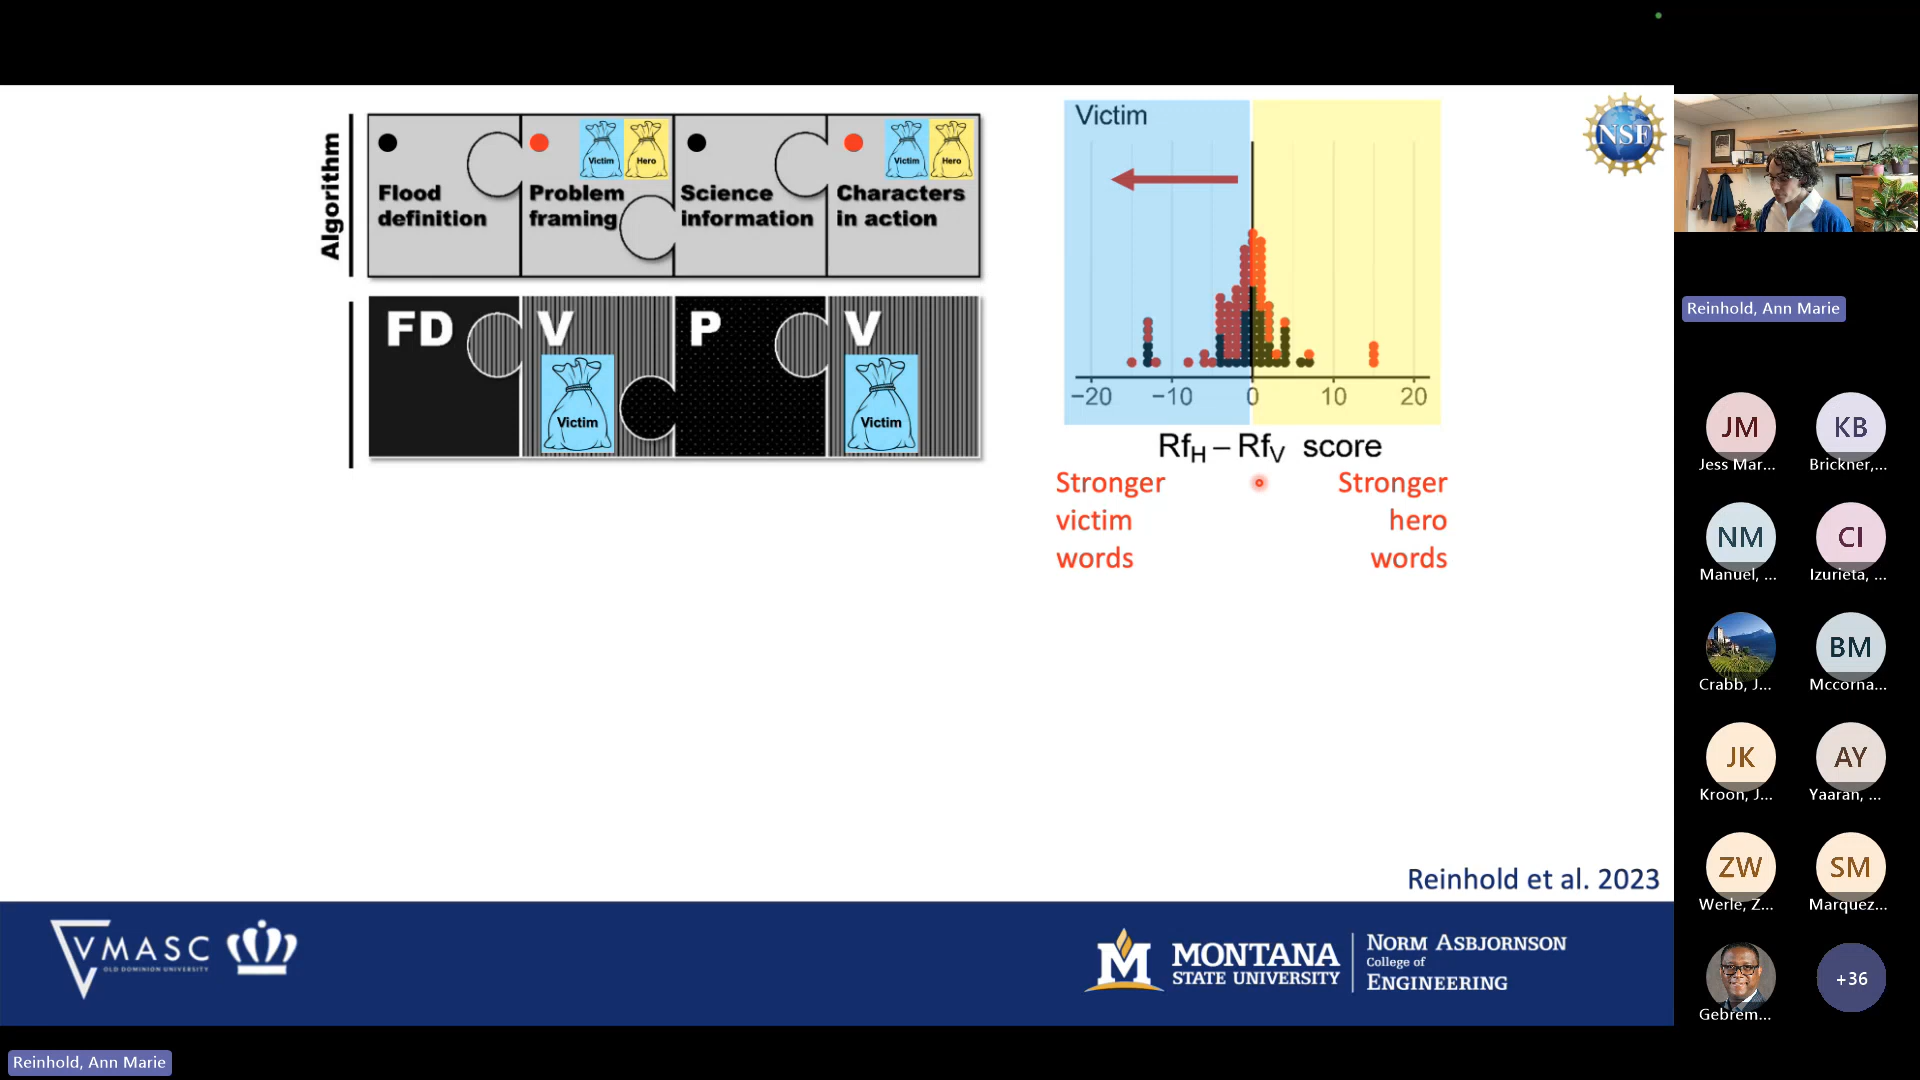 Algorithm
Flood
definition
Problem
framing
Victim
Hero
Science
information
Characters
in action
Victim
Hero
FD
V
Victim
P
V
Victim
Victim
−20
−10
0
10
20
RfH – RfV score
Stronger
victim
words
Stronger
hero
words
NSF
Reinhold et al. 2023
VMASC
OLD DOMINION UNIVERSITY
M
MONTANA
STATE UNIVERSITY
NORM ASBJORNSON
College of
ENGINEERING
Reinhold, Ann Marie
JM
Jess Mar...
KB
Brickner,...
NM
Manuel, ...
CI
Izurieta, ...
Crabb, J...
BM
Mccorna...
JK
Kroon, J...
AY
Yaaran, ...
ZW
Werle, Z...
SM
Marquez...
Gebrem...
+36
Reinhold, Ann Marie